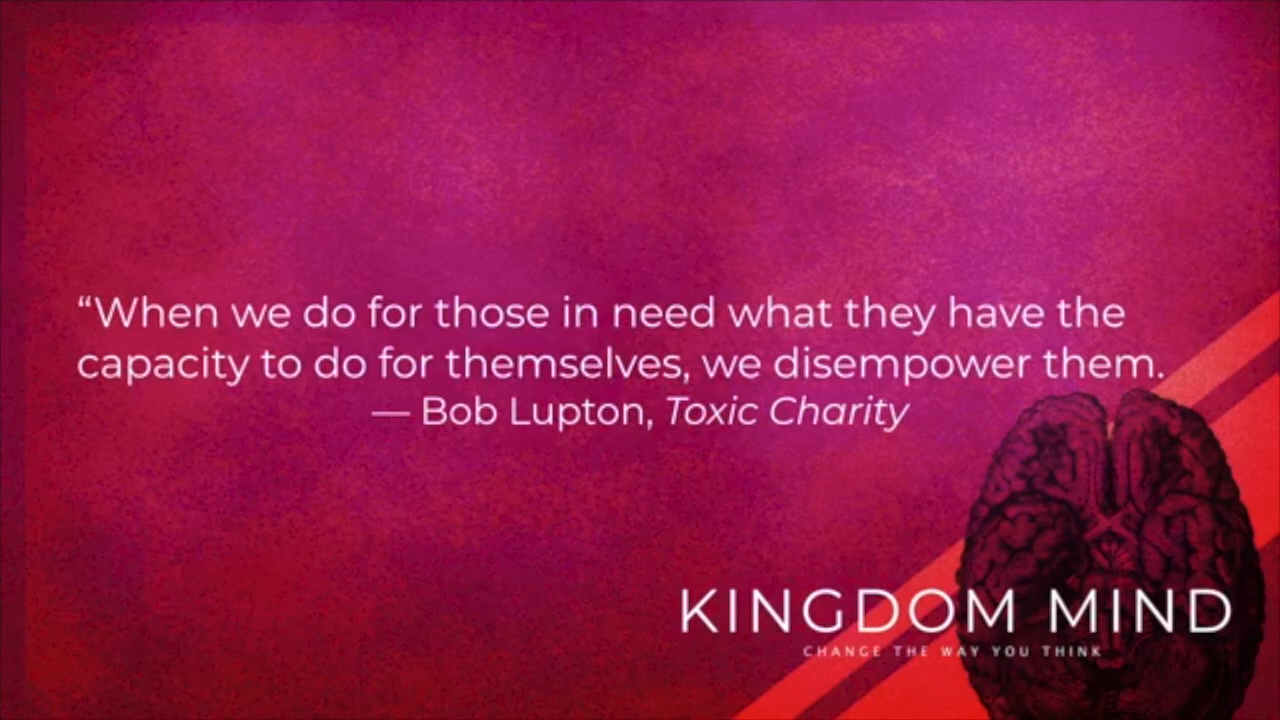 “When we do for those in need what they have the
capacity to do for themselves, we disempower them.
— Bob Lupton, Toxic Charity
KINGDOM MIND
CHANGE THE WAY YOU THINK